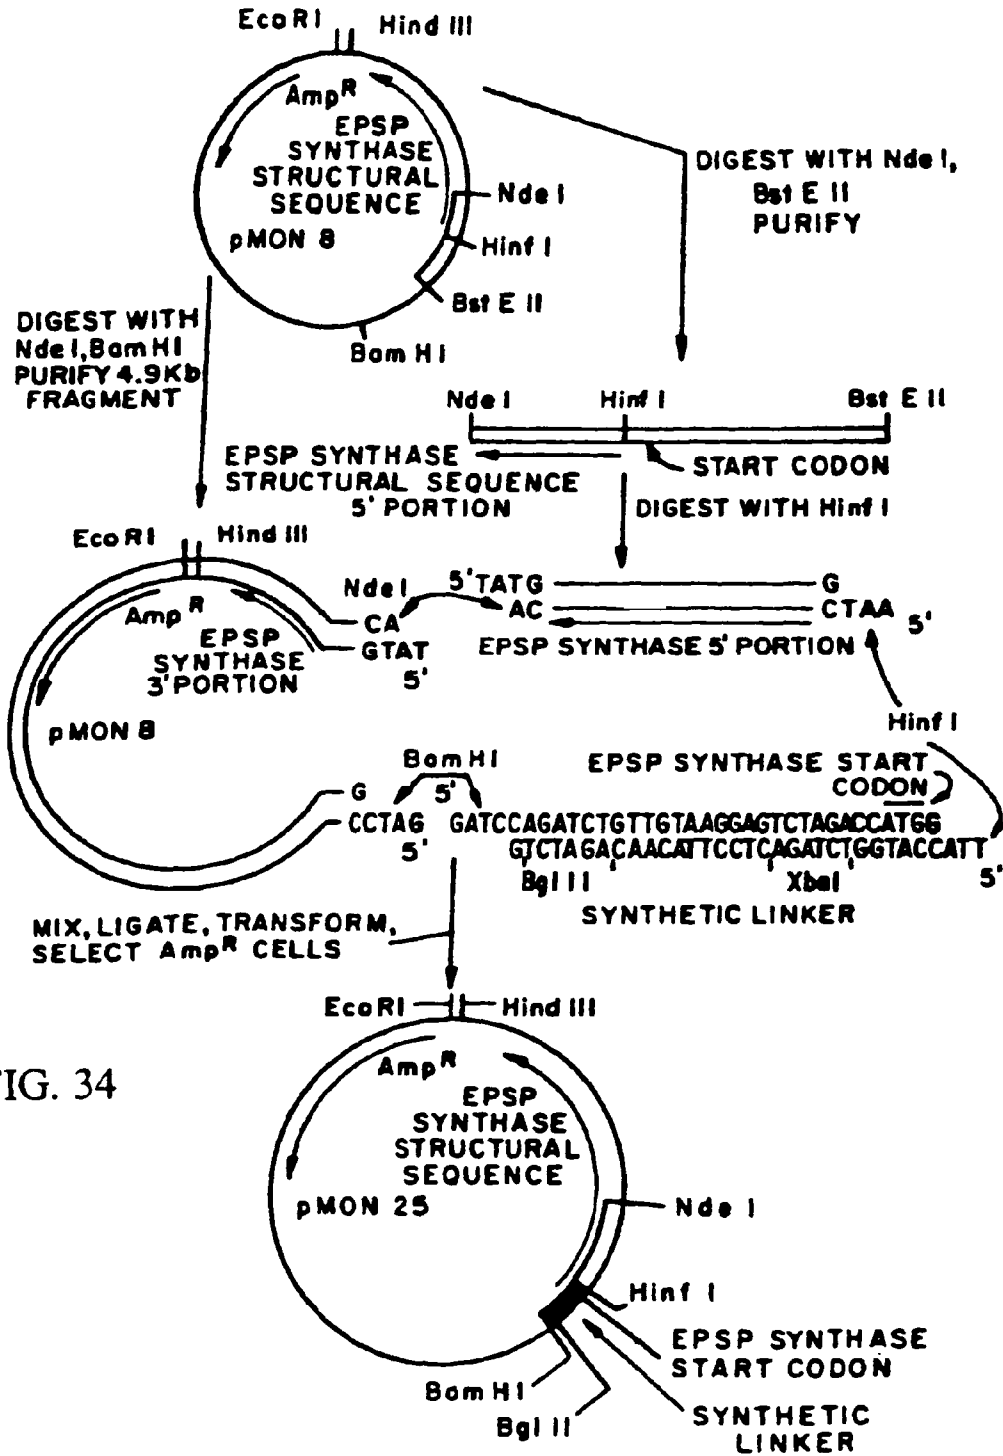 EcoRI Hind III
AmpR
EPSP
SYNTHASE
STRUCTURAL
SEQUENCE
pMON 8
Nde I
Hinf I
Bst E II
Bam HI
DIGEST WITH Nde I,
Bst E II
PURIFY
DIGEST WITH
Nde I, Bam HI
PURIFY 4.9Kb
FRAGMENT
Nde I Hinf I Bst E II
EPSP SYNTHASE
STRUCTURAL SEQUENCE
5' PORTION
START CODON
DIGEST WITH Hinf I
EcoRI Hind III
AmpR
EPSP
SYNTHASE
3' PORTION
pMON 8
Nde I
CA
GTAT
5'
5' TATG G
AC CTAA 5'
EPSP SYNTHASE 5' PORTION
Hinf I
EPSP SYNTHASE START
CODON
Bam HI
5'
G
CCTAG
5'
GATCCAGATCTGTTGTAAGGAGTCTAGACCATGG
GTCTAGACAACATTCCTCAGATCTGGTACCATT
5'
Bgl II XbaI
SYNTHETIC LINKER
MIX, LIGATE, TRANSFORM,
SELECT AmpR CELLS
EcoRI Hind III
AmpR
EPSP
SYNTHASE
STRUCTURAL
SEQUENCE
pMON 25
Nde I
Hinf I
EPSP SYNTHASE
START CODON
Bam HI
Bgl II
SYNTHETIC
LINKER
FIG. 34